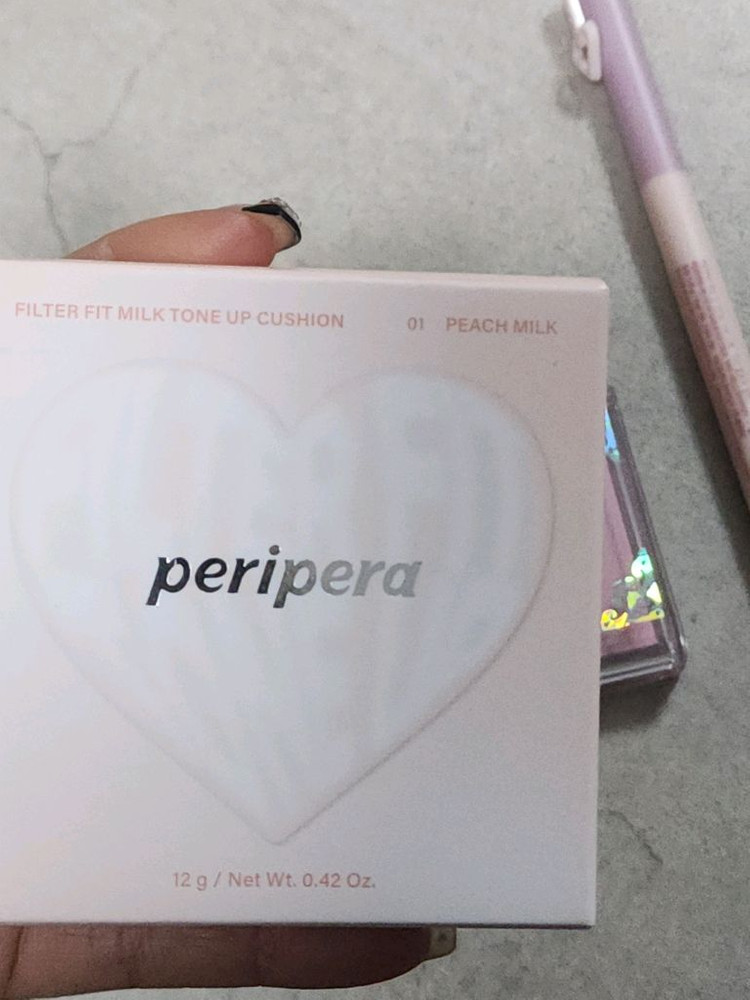 FILTER FIT MILK TONE UP CUSHION 01 PEACH MILK
peripera
12 g / Net Wt. 0.42 Oz.